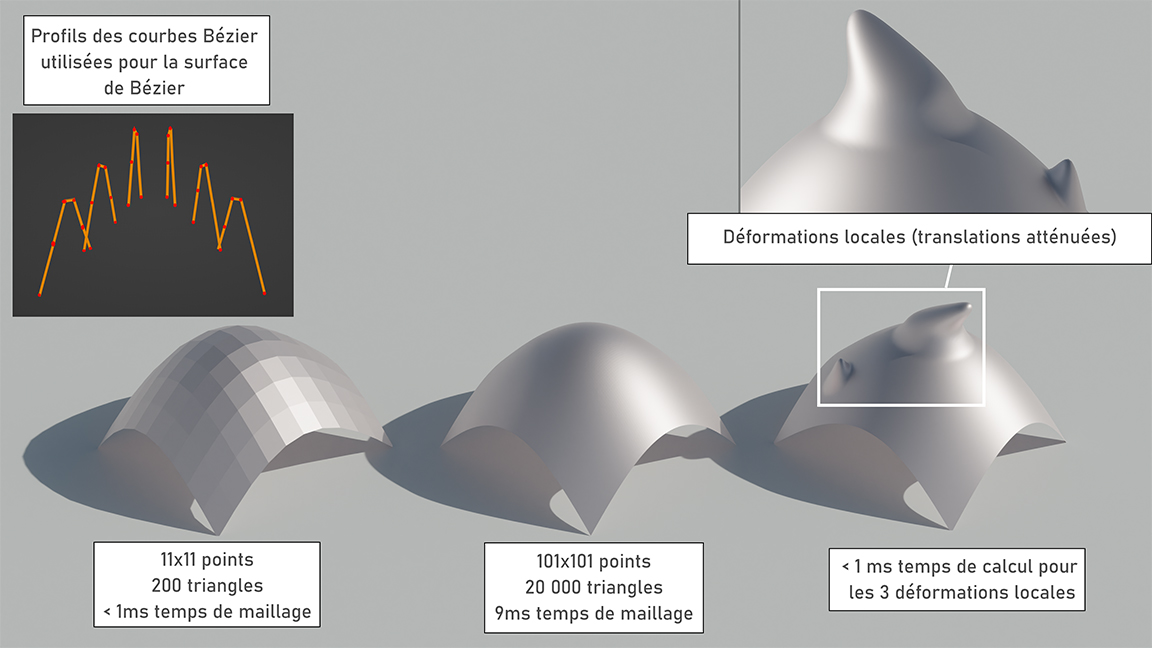 Profils des courbes Bézier
utilisées pour la surface
de Bézier
Déformations locales (translations atténuées)
11x11 points
200 triangles
< 1ms temps de maillage
101x101 points
20 000 triangles
9ms temps de maillage
< 1 ms temps de calcul pour
les 3 déformations locales